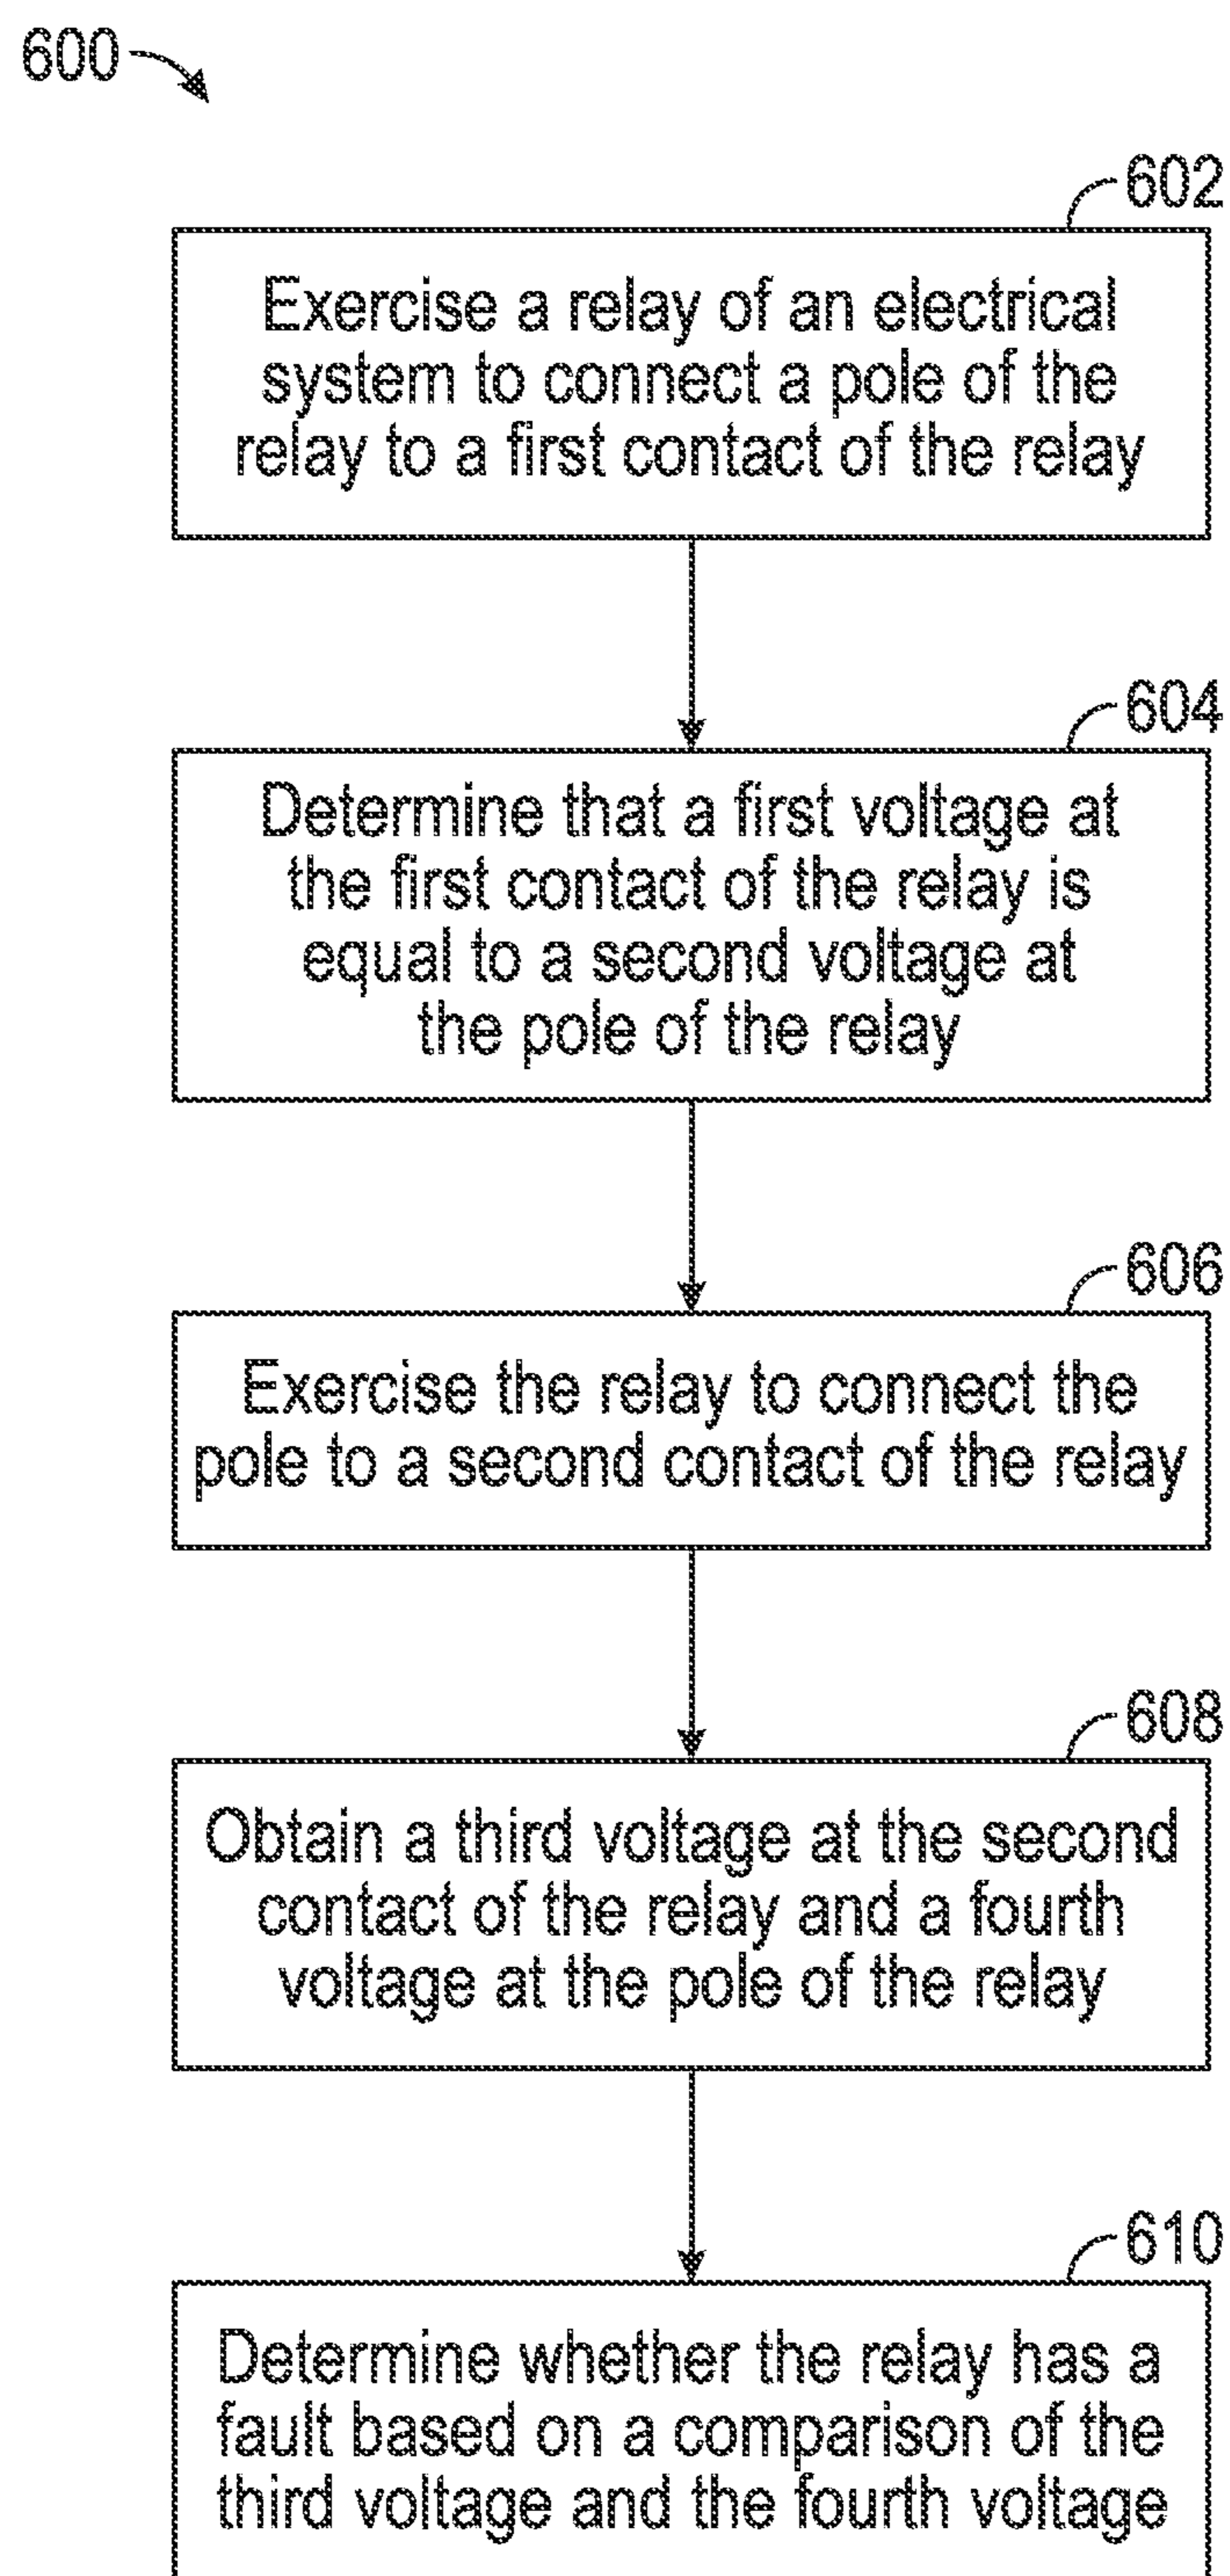 600
602
Exercise a relay of an electrical
system to connect a pole of the
relay to a first contact of the relay
604
Determine that a first voltage at
the first contact of the relay is
equal to a second voltage at
the pole of the relay
606
Exercise the relay to connect the
pole to a second contact of the relay
608
Obtain a third voltage at the second
contact of the relay and a fourth
voltage at the pole of the relay
610
Determine whether the relay has a
fault based on a comparison of the
third voltage and the fourth voltage